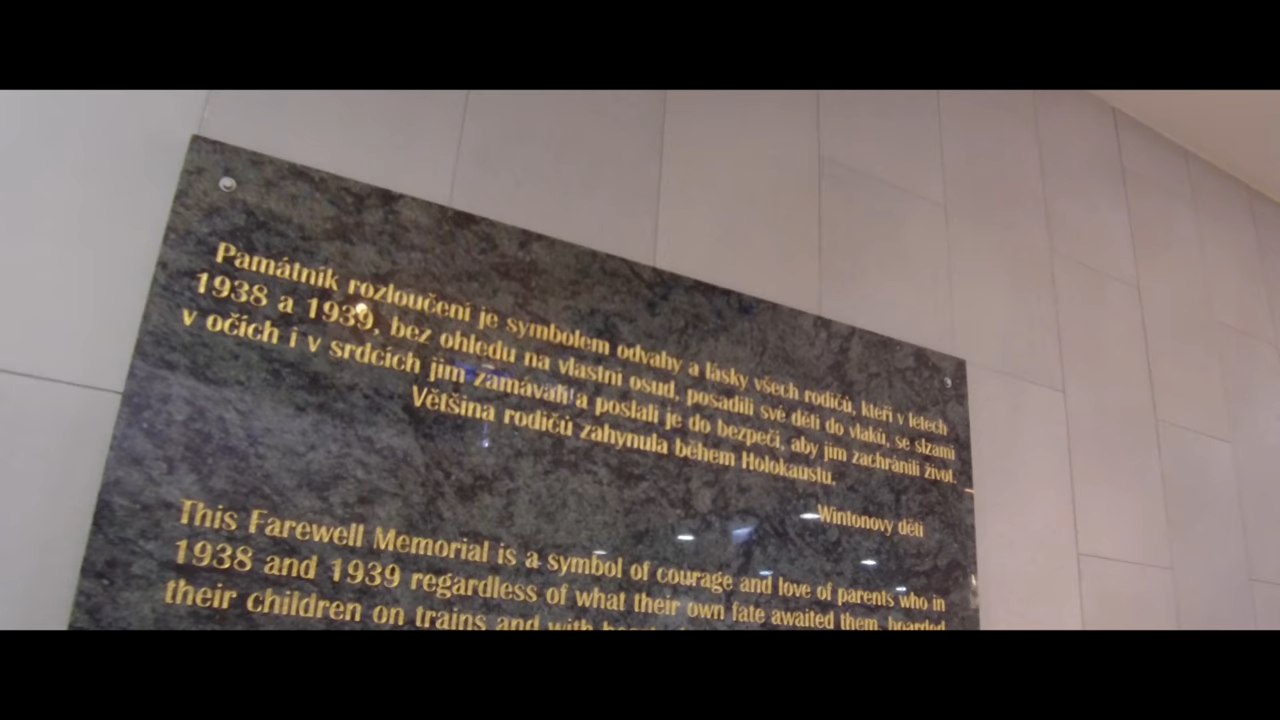 Památník rozloučení je symbolem odvahy a lásky všech rodičů, kteří v letech
1938 a 1939, bez ohledu na vlastní osud, posadili své děti do vlaků, se slzami
v očích i v srdcích jim zamávali a poslali je do bezpečí, aby jim zachránili život.
Většina rodičů zahynula během Holokaustu.
Wintonovy děti
This Farewell Memorial is a symbol of courage and love of parents who in
1938 and 1939 regardless of what their own fate awaited them, boarded
their children on trains and with